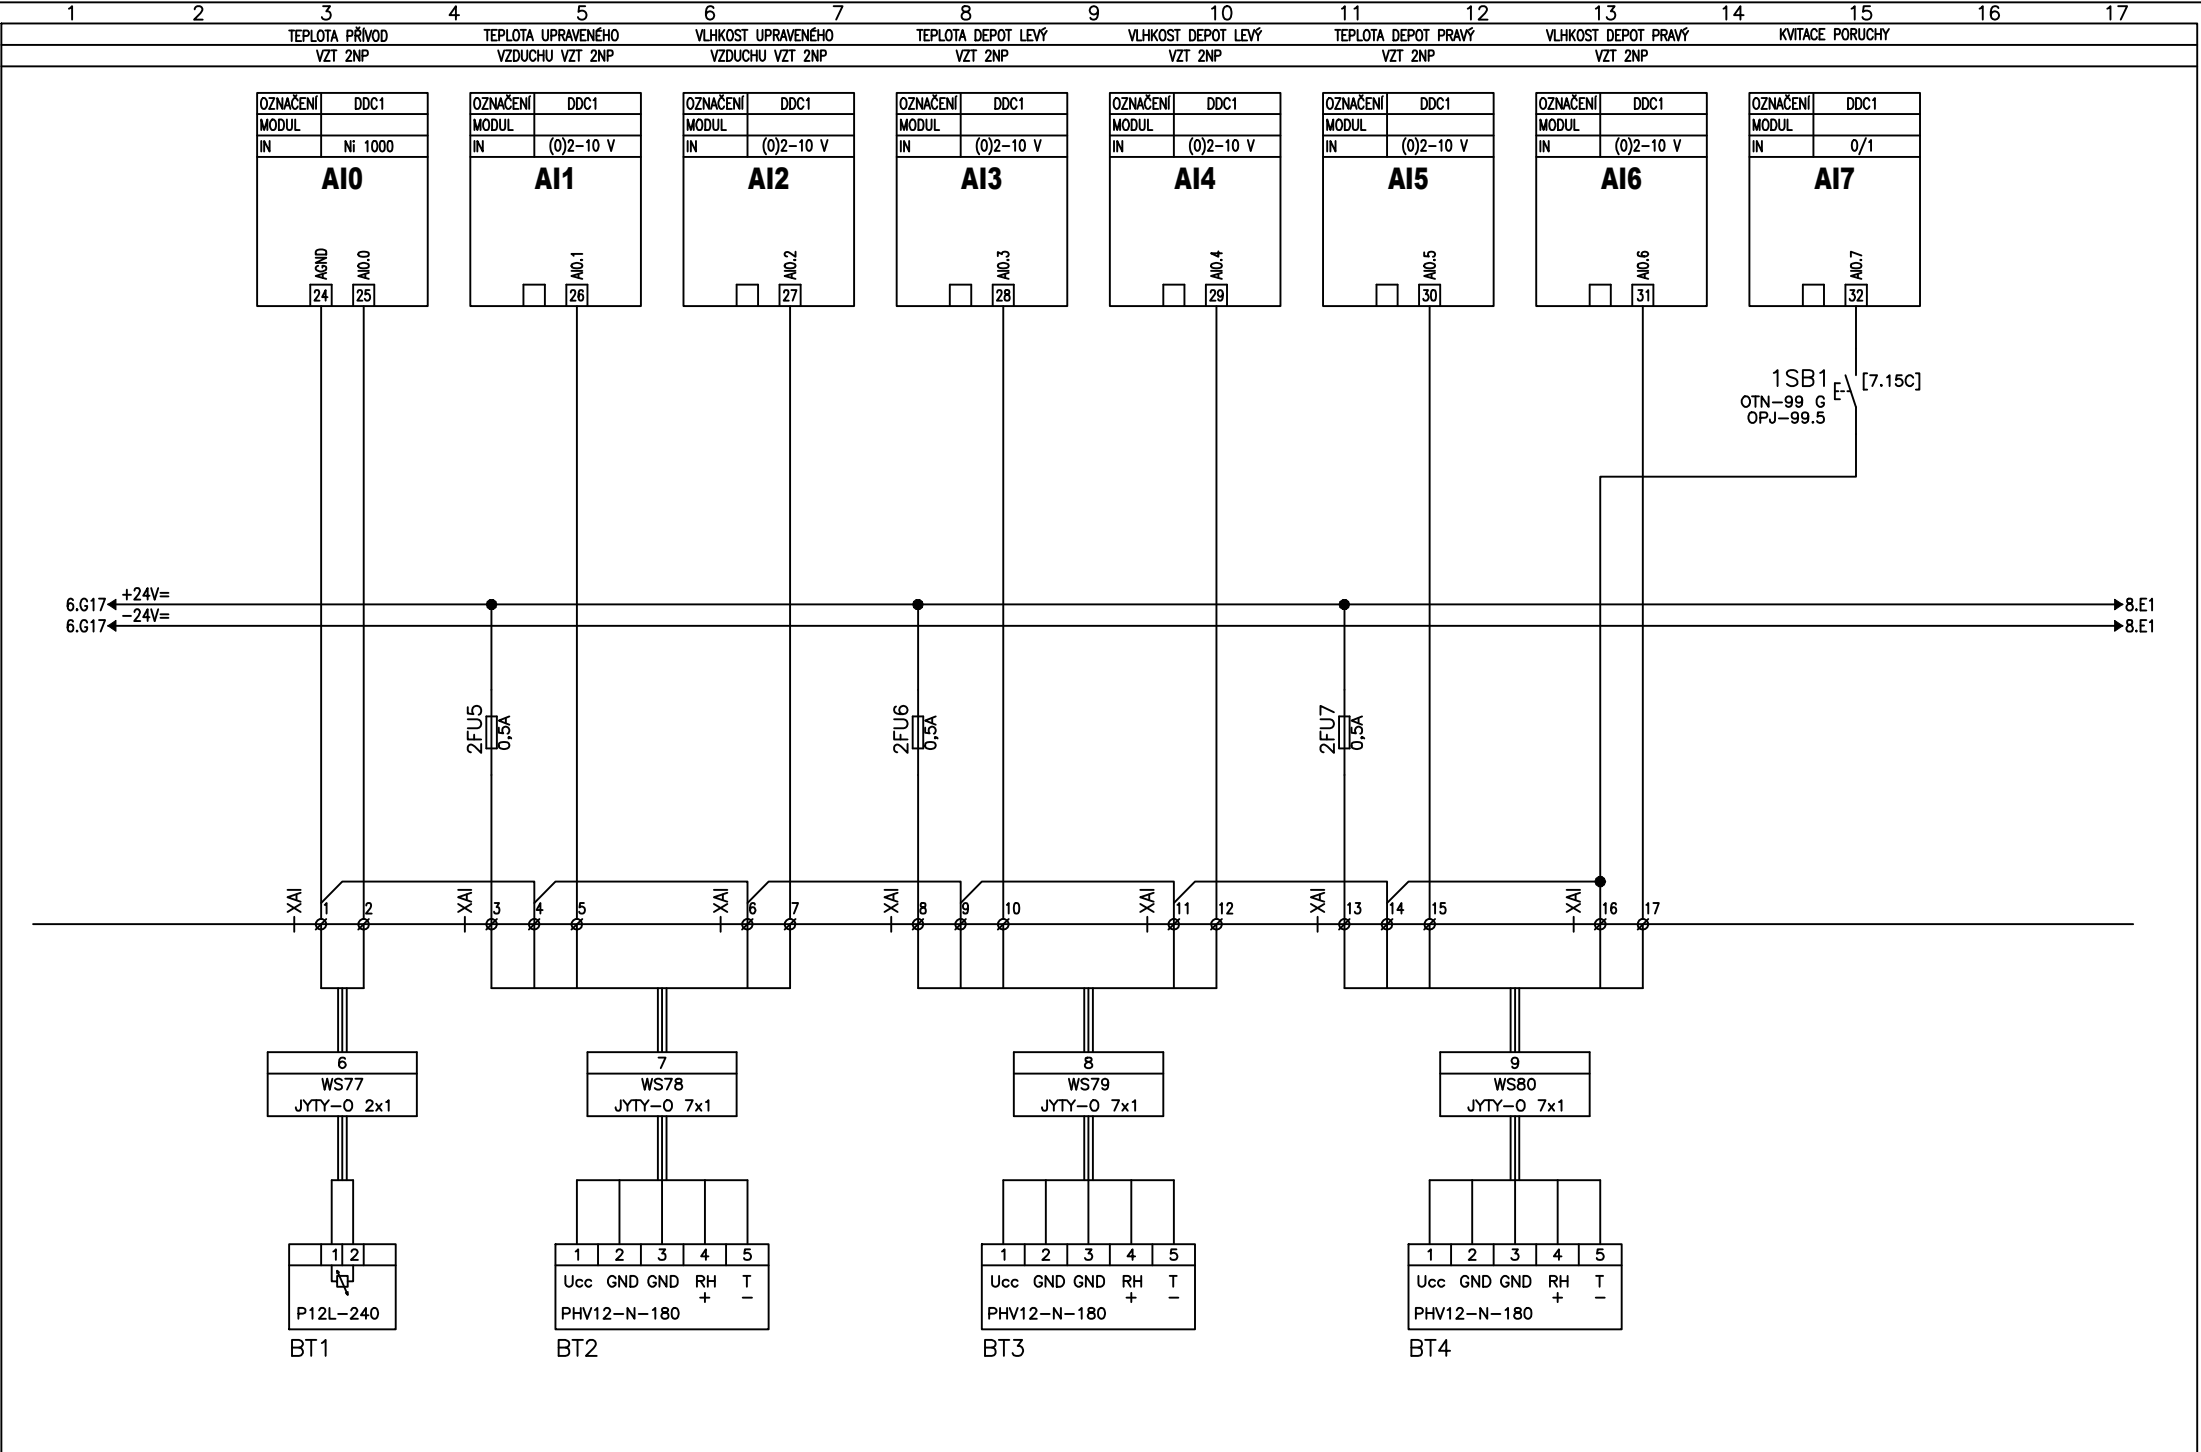 1 2 3 4 5 6 7 8 9 10 11 12 13 14 15 16 17
TEPLOTA PŘÍVOD TEPLOTA UPRAVENÉHO VLHKOST UPRAVENÉHO TEPLOTA DEPOT LEVÝ VLHKOST DEPOT LEVÝ TEPLOTA DEPOT PRAVÝ VLHKOST DEPOT PRAVÝ KVITACE PORUCHY
VZT 2NP VZDUCHU VZT 2NP VZDUCHU VZT 2NP VZT 2NP VZT 2NP VZT 2NP VZT 2NP
OZNAČENÍ DDC1 OZNAČENÍ DDC1 OZNAČENÍ DDC1 OZNAČENÍ DDC1 OZNAČENÍ DDC1 OZNAČENÍ DDC1 OZNAČENÍ DDC1 OZNAČENÍ DDC1
MODUL MODUL MODUL MODUL MODUL MODUL MODUL MODUL
IN Ni 1000 IN (0)2-10 V IN (0)2-10 V IN (0)2-10 V IN (0)2-10 V IN (0)2-10 V IN (0)2-10 V IN 0/1
AI0 AI1 AI2 AI3 AI4 AI5 AI6 AI7
AGND AI0.0 AI0.1 AI0.2 AI0.3 AI0.4 AI0.5 AI0.6 AI0.7
24 25 26 27 28 29 30 31 32
1SB1 [7.15C]
OTN-99 G
OPJ-99.5
6.G17 +24V= 8.E1
6.G17 -24V= 8.E1
2FU5 0,5A 2FU6 0,5A 2FU7 0,5A
XAI 1 2 XAI 3 4 5 XAI 6 7 XAI 8 9 10 XAI 11 12 XAI 13 14 15 XAI 16 17
6 7 8 9
WS77 WS78 WS79 WS80
JYTY-O 2x1 JYTY-O 7x1 JYTY-O 7x1 JYTY-O 7x1
1 2 1 2 3 4 5 1 2 3 4 5 1 2 3 4 5
Ucc GND GND RH T Ucc GND GND RH T Ucc GND GND RH T
+ - + - + -
P12L-240 PHV12-N-180 PHV12-N-180 PHV12-N-180
BT1 BT2 BT3 BT4